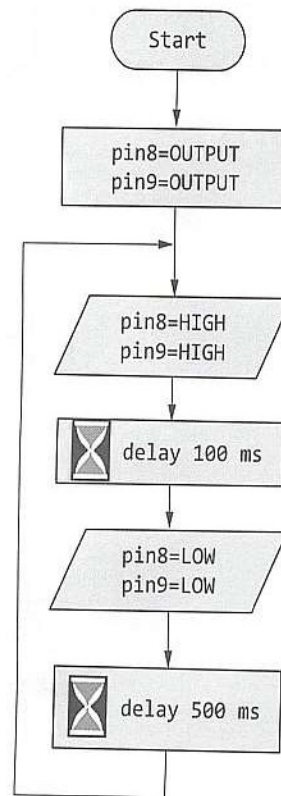 Start
pin8=OUTPUT
pin9=OUTPUT
pin8=HIGH
pin9=HIGH
delay 100 ms
pin8=LOW
pin9=LOW
delay 500 ms